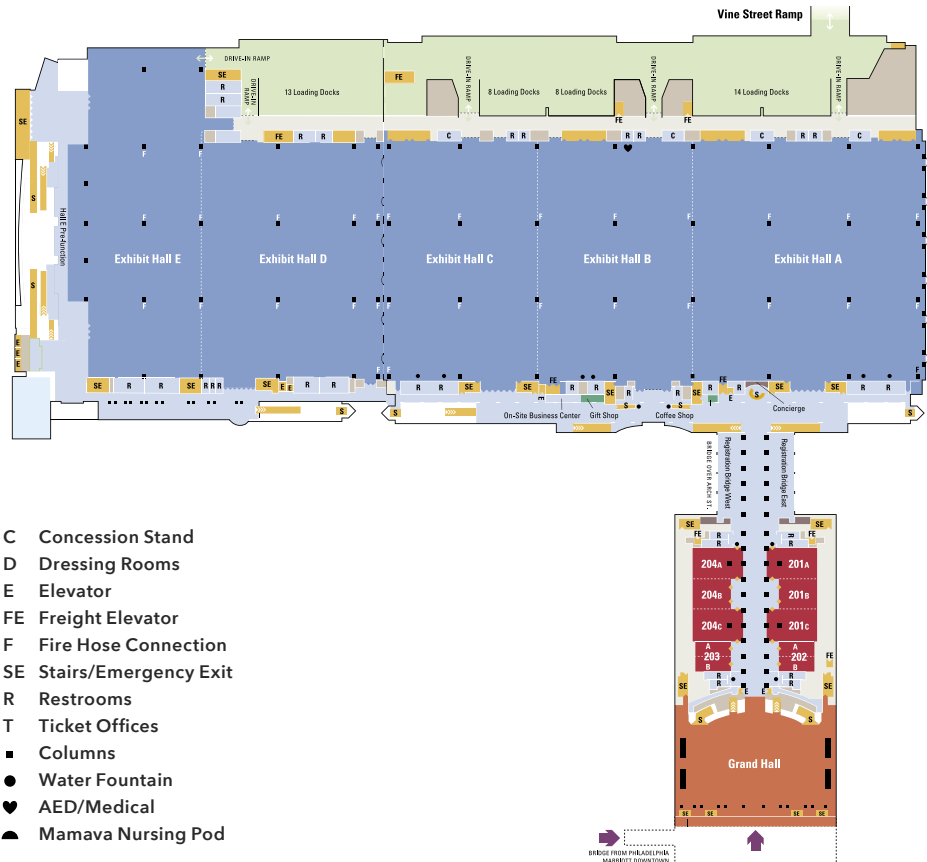 Vine Street Ramp
DRIVE-IN RAMP
SE
R
R
DRIVE-IN RAMP
13 Loading Docks
FE
DRIVE-IN RAMP
8 Loading Docks
8 Loading Docks
FE
DRIVE-IN RAMP
FE
14 Loading Docks
DRIVE-IN RAMP
SE
FE R R
C R R
R R C
C R R C
F F
S
Hall E Pre-function
F F F F F F F F F F F
Exhibit Hall E
Exhibit Hall D
Exhibit Hall C
Exhibit Hall B
Exhibit Hall A
S
F F F F F F F F F F F
E
E
E
F F
F
SE R R SE R R R
SE E E R R
R R SE SE FE R R SE R
R SE R FE R SE R R
E
E
S
S
S
On-Site Business Center
Gift Shop
S
Coffee Shop
S
S
Concierge
S
BRIDGE OVER ARCH ST.
Registration Bridge West
Registration Bridge East
SE SE
FE R R FE
R R
204A 201A
204B 201B
204C 201C
A A
203 202
B B
FE
R R
R R
SE E E SE
S S
Grand Hall
SE SE SE SE
BRIDGE FROM PHILADELPHIA
MARRIOTT DOWNTOWN
C Concession Stand
D Dressing Rooms
E Elevator
FE Freight Elevator
F Fire Hose Connection
SE Stairs/Emergency Exit
R Restrooms
T Ticket Offices
Columns
Water Fountain
AED/Medical
Mamava Nursing Pod